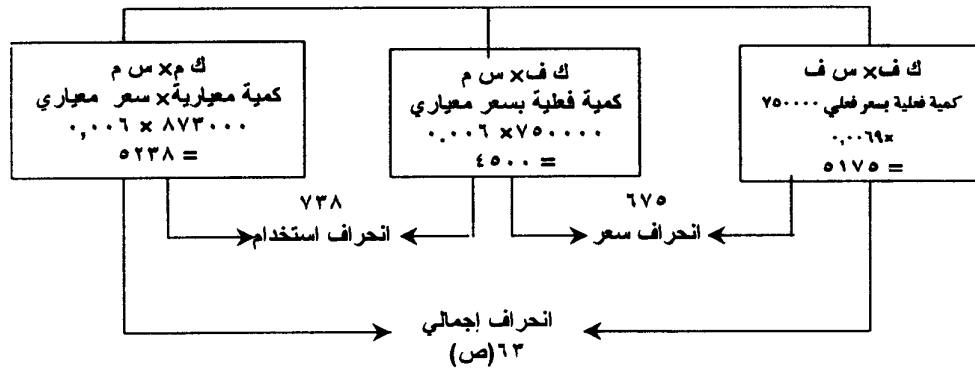 ك ف× س ف
كمية فعلية بسعر فعلي ٧٥٠٠٠٠
×٠,٠٠٦٩
= ٥١٧٥
ك ف× س م
كمية فعلية بسعر معياري
٧٥٠٠٠٠× ٠.٠٠٦
= ٤٥٠٠
ك م× س م
كمية معيارية× سعر معياري
٨٧٣٠٠٠ × ٠,٠٠٦
= ٥٢٣٨
٦٧٥
انحراف سعر
٧٣٨
انحراف استخدام
انحراف إجمالي
٦٣(ص)